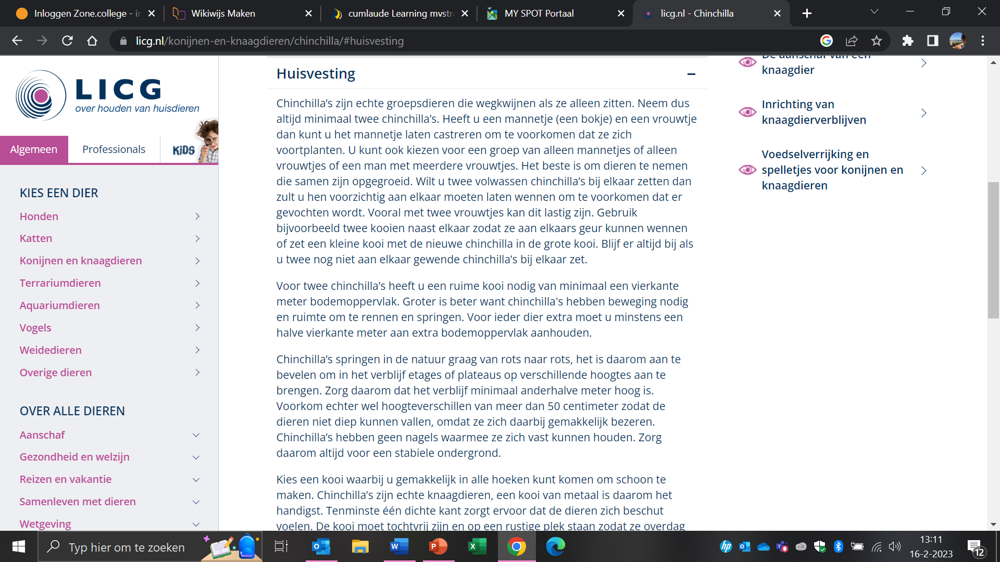 Inloggen Zone.college - in
Wikiwijs Maken
cumlaude Learning mvstr
MY SPOT Portaal
licg.nl - Chinchilla
licg.nl/konijnen-en-knaagdieren/chinchilla/#huisvesting
LICG
over houden van huisdieren
Algemeen
Professionals
KiDS
KIES EEN DIER
Honden
Katten
Konijnen en knaagdieren
Terrariumdieren
Aquariumdieren
Vogels
Weidedieren
Overige dieren
OVER ALLE DIEREN
Aanschaf
Gezondheid en welzijn
Reizen en vakantie
Samenleven met dieren
Wetgeving
Huisvesting
Chinchilla’s zijn echte groepsdieren die wegkwijnen als ze alleen zitten. Neem dus
altijd minimaal twee chinchilla’s. Heeft u een mannetje (een bokje) en een vrouwtje
dan kunt u het mannetje laten castreren om te voorkomen dat ze zich
voortplanten. U kunt ook kiezen voor een groep van alleen mannetjes of alleen
vrouwtjes of een man met meerdere vrouwtjes. Het beste is om dieren te nemen
die samen zijn opgegroeid. Wilt u twee volwassen chinchilla’s bij elkaar zetten dan
zult u hen voorzichtig aan elkaar moeten laten wennen om te voorkomen dat er
gevochten wordt. Vooral met twee vrouwtjes kan dit lastig zijn. Gebruik
bijvoorbeeld twee kooien naast elkaar zodat ze aan elkaars geur kunnen wennen
of zet een kleine kooi met de nieuwe chinchilla in de grote kooi. Blijf er altijd bij als
u twee nog niet aan elkaar gewende chinchilla’s bij elkaar zet.
Voor twee chinchilla’s heeft u een ruime kooi nodig van minimaal een vierkante
meter bodemoppervlak. Groter is beter want chinchilla's hebben beweging nodig
en ruimte om te rennen en springen. Voor ieder dier extra moet u minstens een
halve vierkante meter aan extra bodemoppervlak aanhouden.
Chinchilla’s springen in de natuur graag van rots naar rots, het is daarom aan te
bevelen om in het verblijf etages of plateaus op verschillende hoogtes aan te
brengen. Zorg daarom dat het verblijf minimaal anderhalve meter hoog is.
Voorkom echter wel hoogteverschillen van meer dan 50 centimeter zodat de
dieren niet diep kunnen vallen, omdat ze zich daarbij gemakkelijk bezeren.
Chinchilla’s hebben geen nagels waarmee ze zich vast kunnen houden. Zorg
daarom altijd voor een stabiele ondergrond.
Kies een kooi waarbij u gemakkelijk in alle hoeken kunt komen om schoon te
maken. Chinchilla’s zijn echte knaagdieren, een kooi van metaal is daarom het
handigst. Tenminste één dichte kant zorgt ervoor dat de dieren zich beschut
voelen. De kooi moet tochtvrij zijn en op een rustige plek staan zodat ze overdag
De aanschaf van een
knaagdier
Inrichting van
knaagdierverblijven
Voedselverrijking en
spelletjes voor konijnen en
knaagdieren
Typ hier om te zoeken
13:11
16-2-2023
12